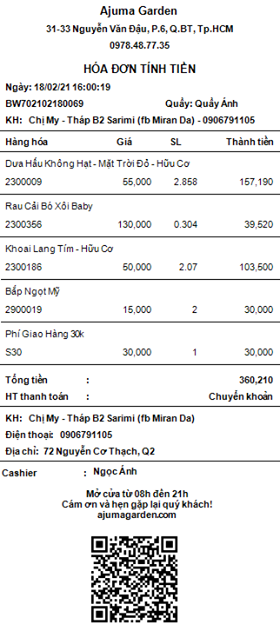 Ajuma Garden
31-33 Nguyễn Văn Đậu, P.6, Q.BT, Tp.HCM
0978.48.77.35
HÓA ĐƠN TÍNH TIỀN
Ngày: 18/02/21 16:00:19
BW702102180069 Quầy: Quầy Ánh
KH: Chị My - Tháp B2 Sarimi (fb Miran Da) - 0906791105
Hàng hóa Giá SL Thành tiền
Dưa Hấu Không Hạt - Mặt Trời Đỏ - Hữu Cơ
2300009 55,000 2.858 157,190
Rau Cải Bó Xôi Baby
2300356 130,000 0.304 39,520
Khoai Lang Tím - Hữu Cơ
2300186 50,000 2.07 103,500
Bắp Ngọt Mỹ
2900019 15,000 2 30,000
Phí Giao Hàng 30k
S30 30,000 1 30,000
Tổng tiền : 360,210
HT thanh toán : Chuyển khoản
KH: Chị My - Tháp B2 Sarimi (fb Miran Da)
Điện thoại: 0906791105
Địa chỉ: 72 Nguyễn Cơ Thạch, Q2
Cashier : Ngọc Ánh
Mở cửa từ 08h đến 21h
Cám ơn và hẹn gặp lại quý khách!
ajumagarden.com